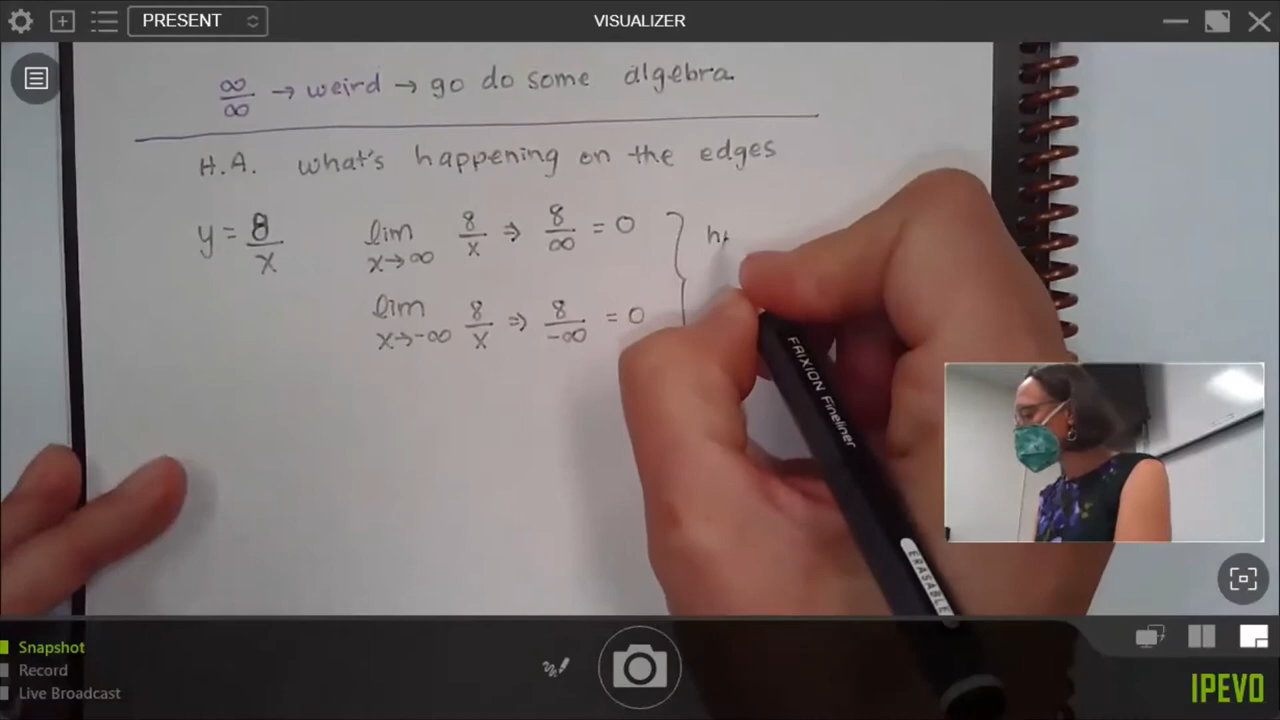 PRESENT
VISUALIZER
∞/∞ → weird → go do some algebra.
H.A. what's happening on the edges
y = 8/x lim x→∞ 8/x ⇒ 8/∞ = 0
lim x→-∞ 8/x ⇒ 8/-∞ = 0
FRIXION Fineliner
ERASABLE
Snapshot
Record
Live Broadcast
IPEVO